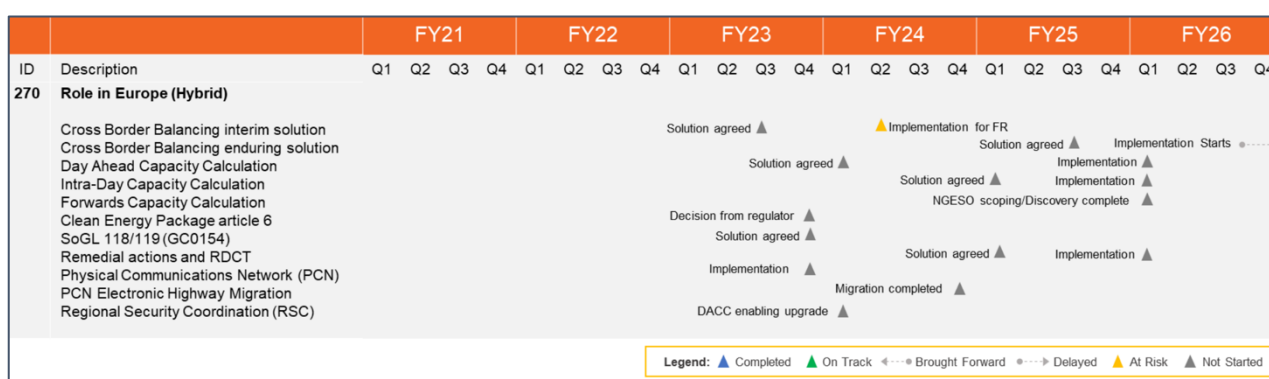 FY21 FY22 FY23 FY24 FY25 FY26
ID Description Q1 Q2 Q3 Q4 Q1 Q2 Q3 Q4 Q1 Q2 Q3 Q4 Q1 Q2 Q3 Q4 Q1 Q2 Q3 Q4 Q1 Q2 Q3 Q4
270 Role in Europe (Hybrid)
Cross Border Balancing interim solution Solution agreed Implementation for FR
Cross Border Balancing enduring solution Solution agreed Implementation Starts
Day Ahead Capacity Calculation Solution agreed Implementation
Intra-Day Capacity Calculation Solution agreed Implementation
Forwards Capacity Calculation NGESO scoping/Discovery complete
Clean Energy Package article 6 Decision from regulator
SoGL 118/119 (GC0154) Solution agreed
Remedial actions and RDCT Solution agreed Implementation
Physical Communications Network (PCN) Implementation
PCN Electronic Highway Migration Migration completed
Regional Security Coordination (RSC) DACC enabling upgrade
Legend: Completed On Track Brought Forward Delayed At Risk Not Started